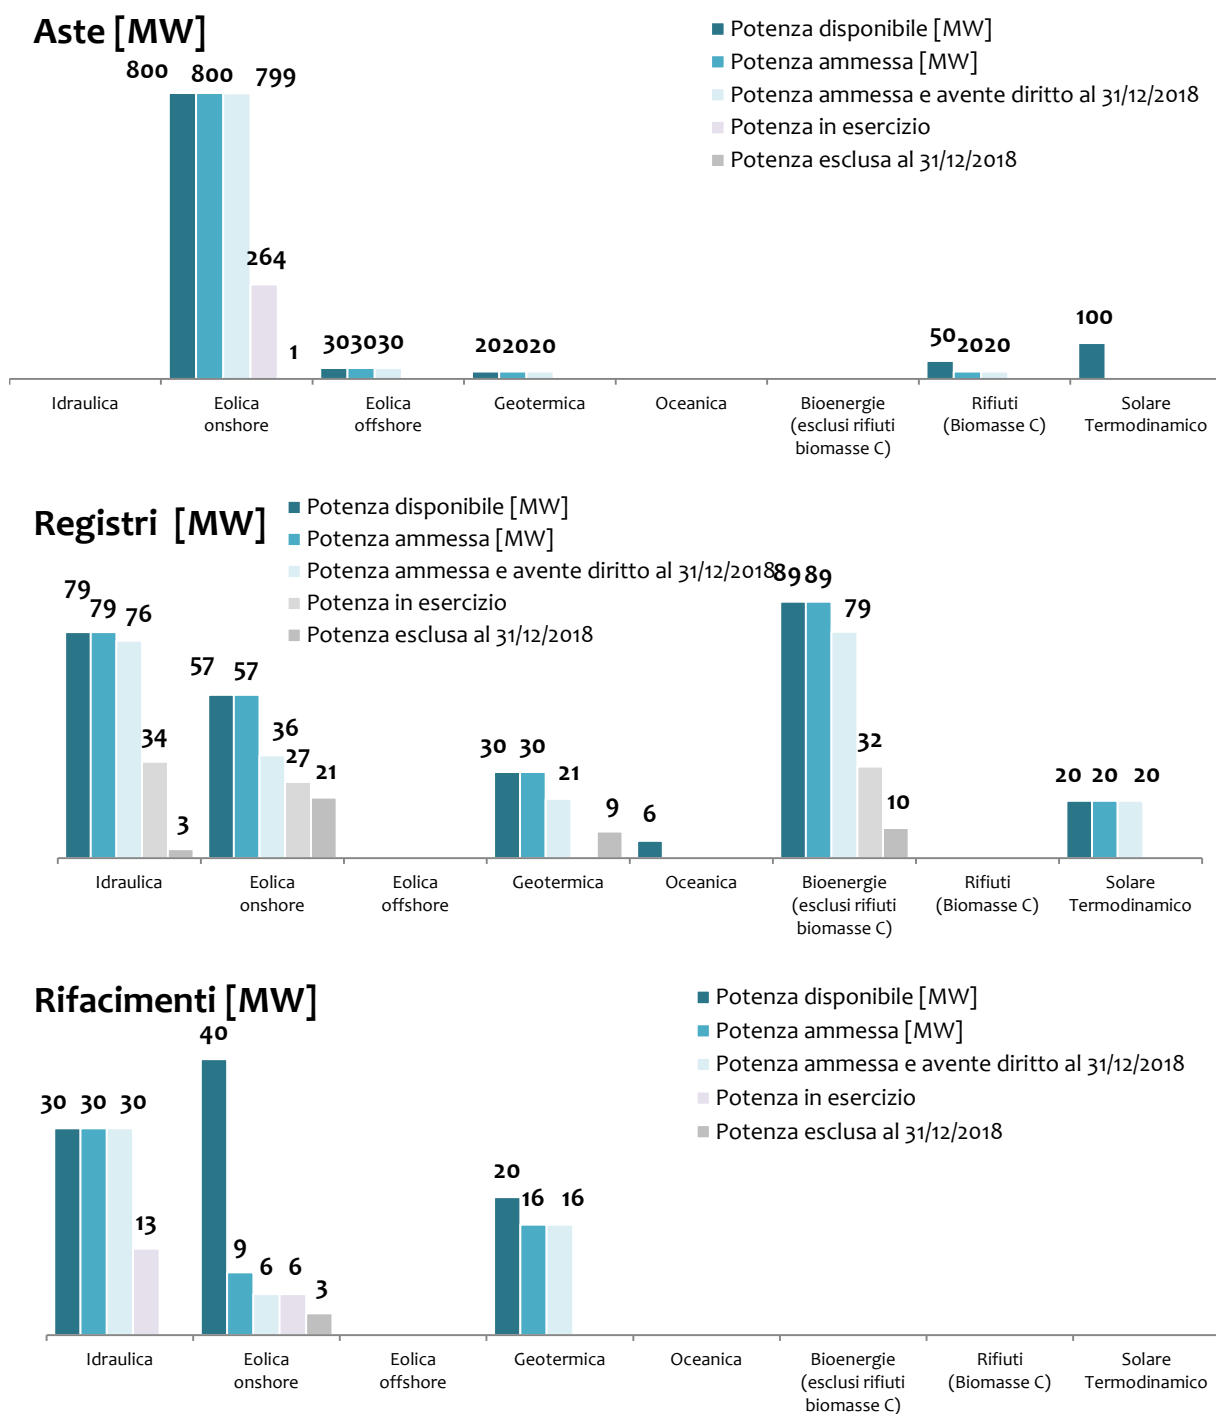 Aste [MW]
Potenza disponibile [MW]
Potenza ammessa [MW]
Potenza ammessa e avente diritto al 31/12/2018
Potenza in esercizio
Potenza esclusa al 31/12/2018
800 800 799
264
1
30 30 30
20 20 20
50 20 20
100
Idraulica
Eolica
onshore
Eolica
offshore
Geotermica
Oceanica
Bioenergie
(esclusi rifiuti
biomasse C)
Rifiuti
(Biomasse C)
Solare
Termodinamico
Registri [MW]
Potenza disponibile [MW]
Potenza ammessa [MW]
Potenza ammessa e avente diritto al 31/12/2018
Potenza in esercizio
Potenza esclusa al 31/12/2018
79 79 76
34
3
57 57
36
27
21
30 30
21
9
6
89 89
79
32
10
20 20 20
Idraulica
Eolica
onshore
Eolica
offshore
Geotermica
Oceanica
Bioenergie
(esclusi rifiuti
biomasse C)
Rifiuti
(Biomasse C)
Solare
Termodinamico
Rifacimenti [MW]
Potenza disponibile [MW]
Potenza ammessa [MW]
Potenza ammessa e avente diritto al 31/12/2018
Potenza in esercizio
Potenza esclusa al 31/12/2018
30 30 30
13
40
9
6 6
3
20
16 16
Idraulica
Eolica
onshore
Eolica
offshore
Geotermica
Oceanica
Bioenergie
(esclusi rifiuti
biomasse C)
Rifiuti
(Biomasse C)
Solare
Termodinamico